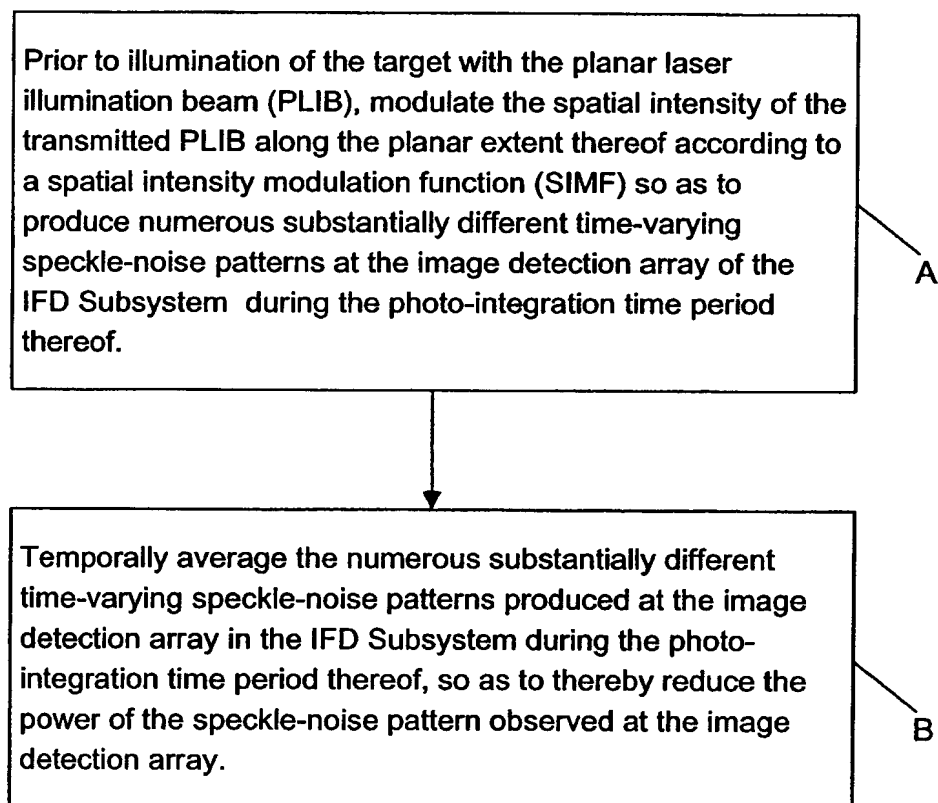 Prior to illumination of the target with the planar laser
illumination beam (PLIB), modulate the spatial intensity of the
transmitted PLIB along the planar extent thereof according to
a spatial intensity modulation function (SIMF) so as to
produce numerous substantially different time-varying
speckle-noise patterns at the image detection array of the
IFD Subsystem during the photo-integration time period
thereof.
A
Temporally average the numerous substantially different
time-varying speckle-noise patterns produced at the image
detection array in the IFD Subsystem during the photo-
integration time period thereof, so as to thereby reduce the
power of the speckle-noise pattern observed at the image
detection array.
B